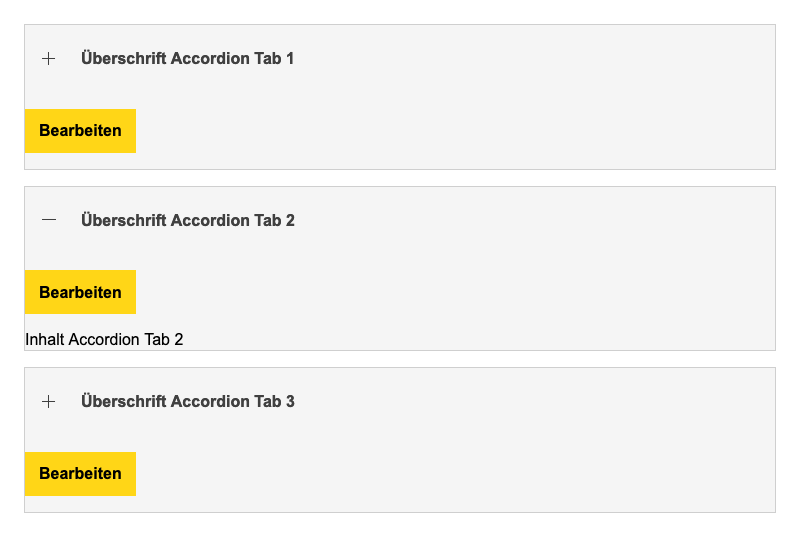 Überschrift Accordion Tab 1
Bearbeiten
Überschrift Accordion Tab 2
Bearbeiten
Inhalt Accordion Tab 2
Überschrift Accordion Tab 3
Bearbeiten